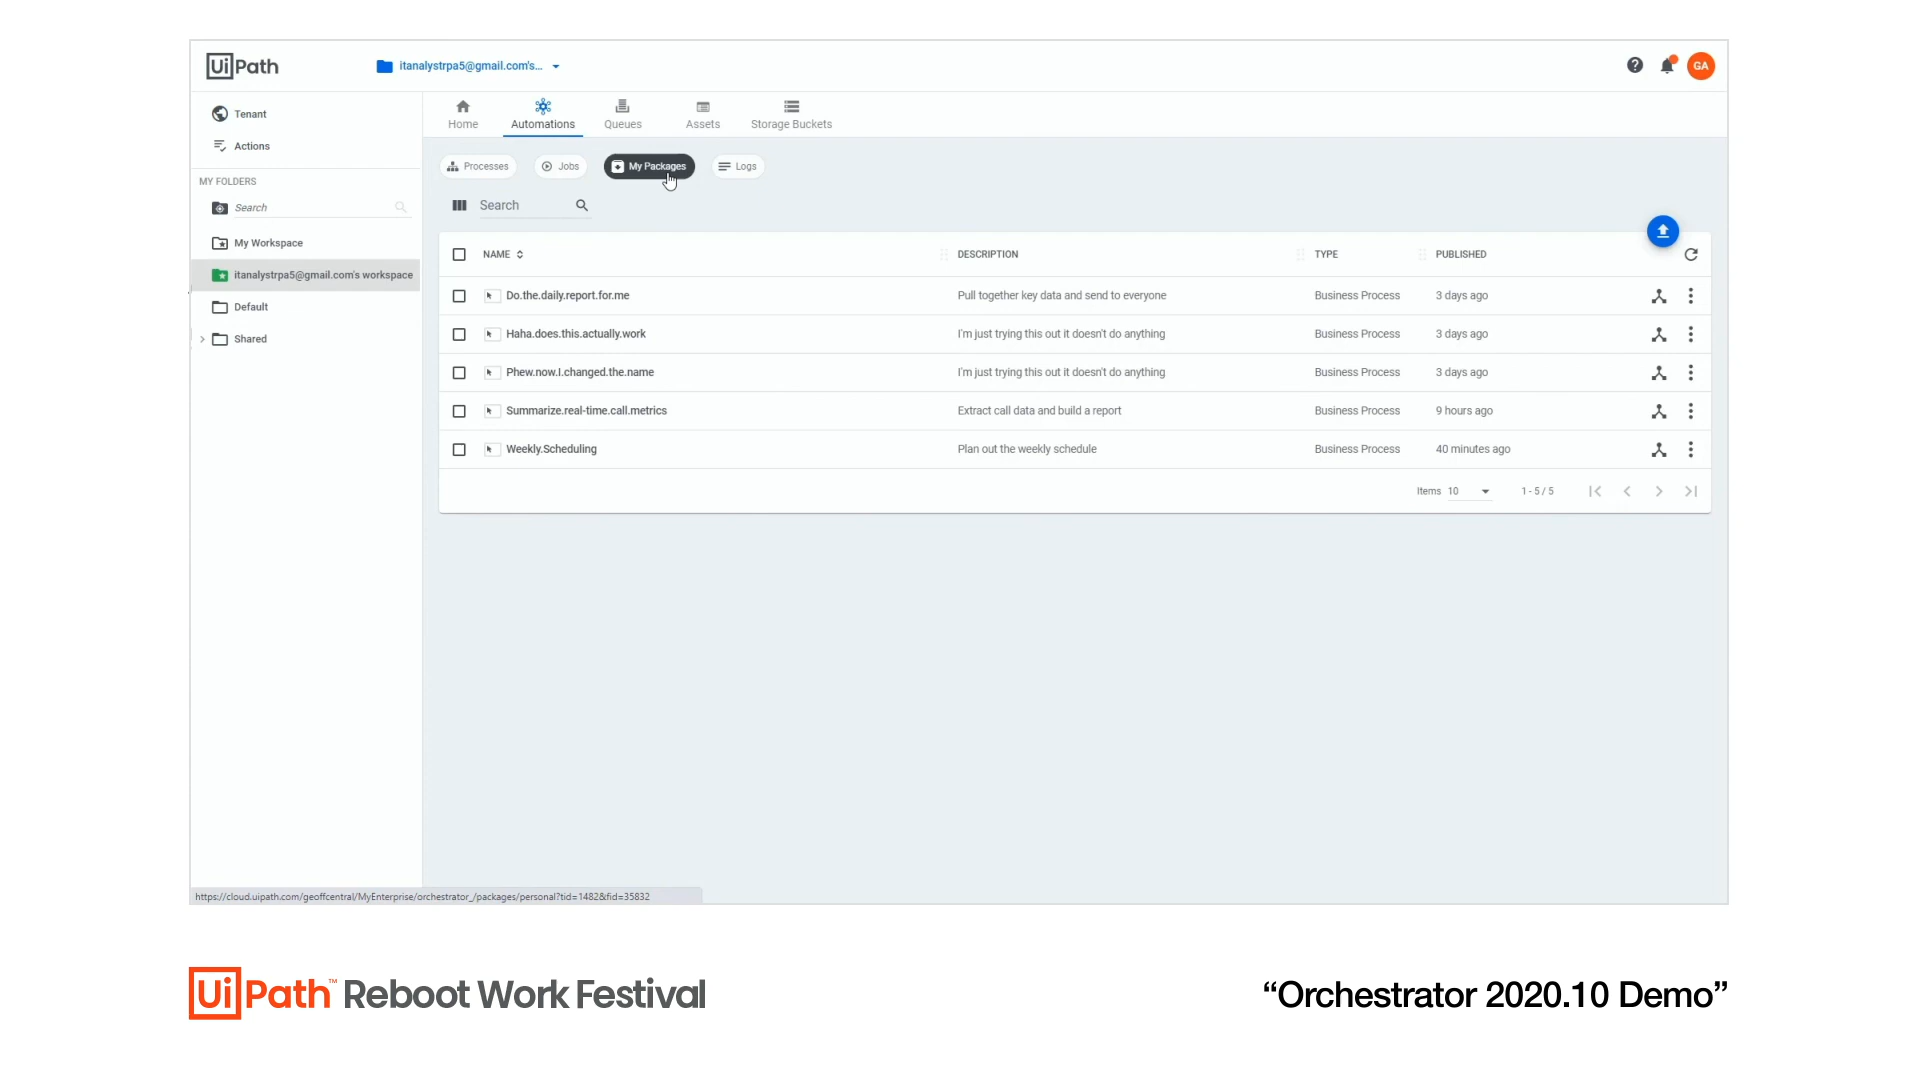 UiPath
itanalystrpa5@gmail.com's...
GA
Tenant
Actions
MY FOLDERS
Search
My Workspace
itanalystrpa5@gmail.com's workspace
Default
Shared
Home
Automations
Queues
Assets
Storage Buckets
Processes
Jobs
My Packages
Logs
Search
NAME DESCRIPTION TYPE PUBLISHED
Do.the.daily.report.for.me Pull together key data and send to everyone Business Process 3 days ago
Haha.does.this.actually.work I'm just trying this out it doesn't do anything Business Process 3 days ago
Phew.now.I.changed.the.name I'm just trying this out it doesn't do anything Business Process 3 days ago
Summarize.real-time.call.metrics Extract call data and build a report Business Process 9 hours ago
Weekly.Scheduling Plan out the weekly schedule Business Process 40 minutes ago
Items 10 1 - 5 / 5
https://cloud.uipath.com/geoffcentral/MyEnterprise/orchestrator_/packages/personal?tid=1482&fid=35832
UiPath™ Reboot Work Festival
“Orchestrator 2020.10 Demo”